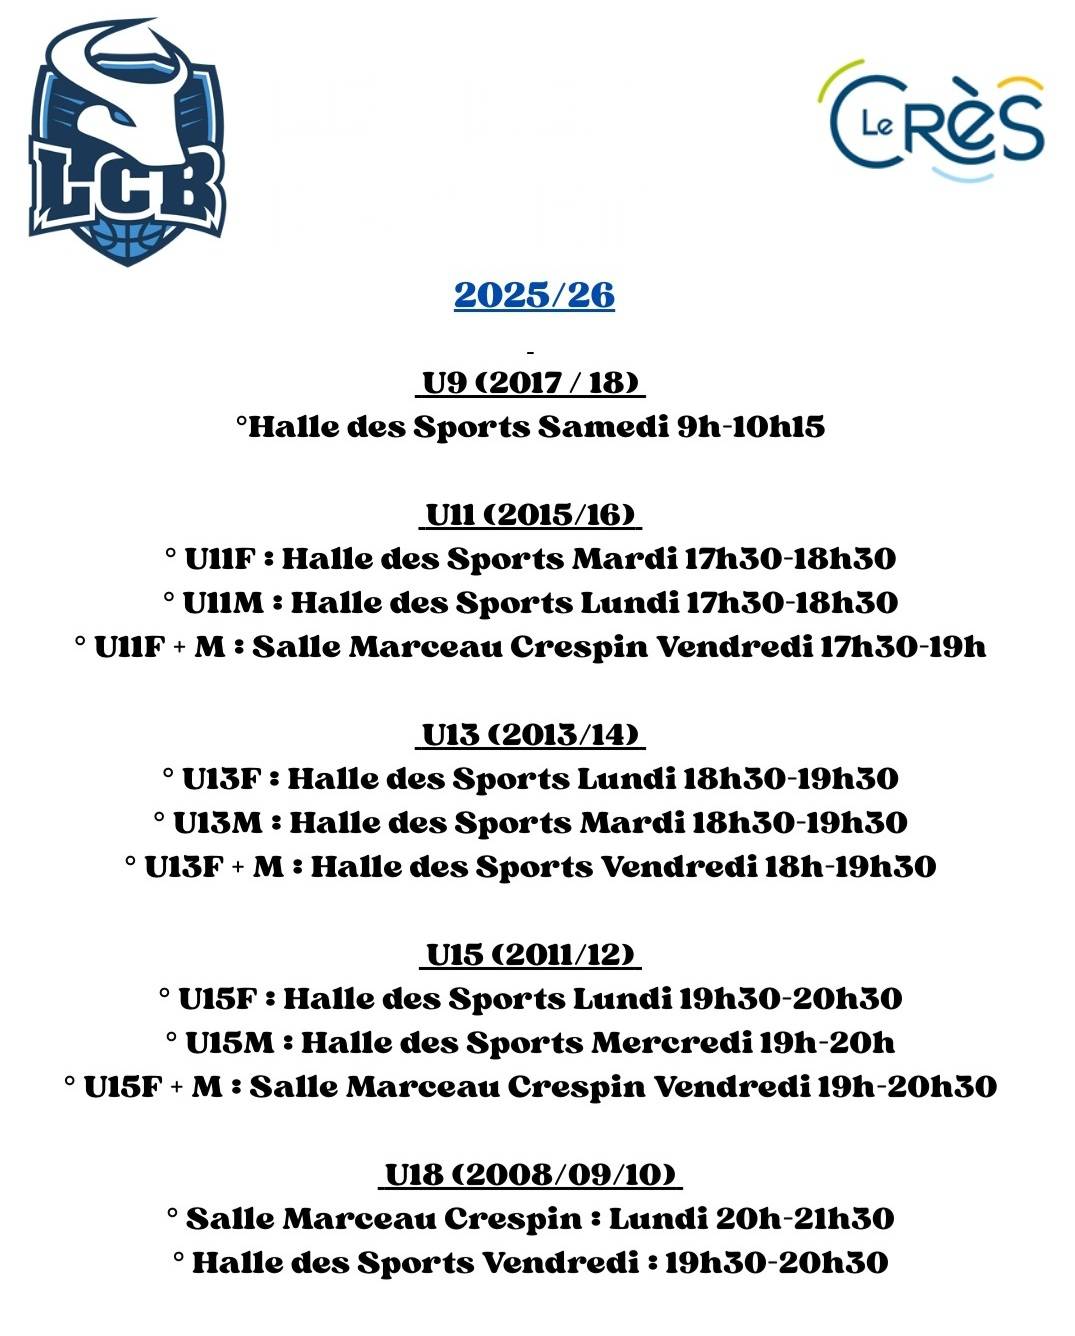 LCB
Le CRèS
2025/26
-
U9 (2017 / 18)
°Halle des Sports Samedi 9h-10h15
U11 (2015/16)
° U11F : Halle des Sports Mardi 17h30-18h30
° U11M : Halle des Sports Lundi 17h30-18h30
° U11F + M : Salle Marceau Crespin Vendredi 17h30-19h
U13 (2013/14)
° U13F : Halle des Sports Lundi 18h30-19h30
° U13M : Halle des Sports Mardi 18h30-19h30
° U13F + M : Halle des Sports Vendredi 18h-19h30
U15 (2011/12)
° U15F : Halle des Sports Lundi 19h30-20h30
° U15M : Halle des Sports Mercredi 19h-20h
° U15F + M : Salle Marceau Crespin Vendredi 19h-20h30
U18 (2008/09/10)
° Salle Marceau Crespin : Lundi 20h-21h30
° Halle des Sports Vendredi : 19h30-20h30